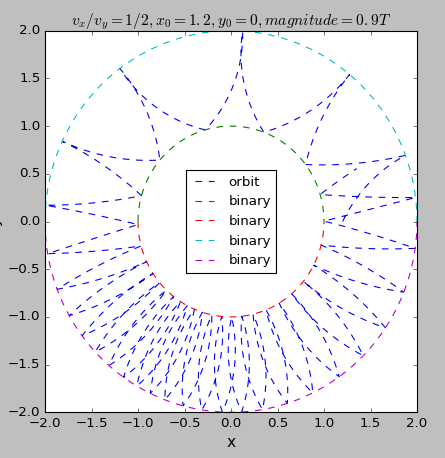 v_x/v_y = 1/2, x_0 = 1.2, y_0 = 0, magnitude = 0.9T
2.0
1.5
1.0
0.5
0.0
−0.5
−1.0
−1.5
−2.0
orbit
binary
binary
binary
binary
−2.0 −1.5 −1.0 −0.5 0.0 0.5 1.0 1.5 2.0
x